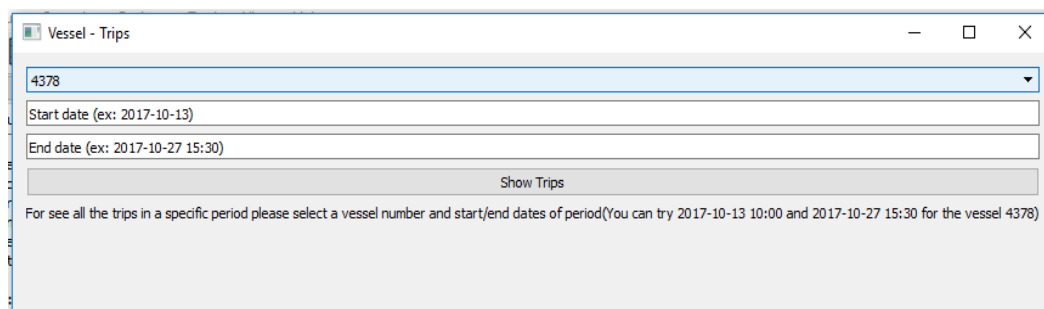 Vessel - Trips
4378
Start date (ex: 2017-10-13)
End date (ex: 2017-10-27 15:30)
Show Trips
For see all the trips in a specific period please select a vessel number and start/end dates of period(You can try 2017-10-13 10:00 and 2017-10-27 15:30 for the vessel 4378)